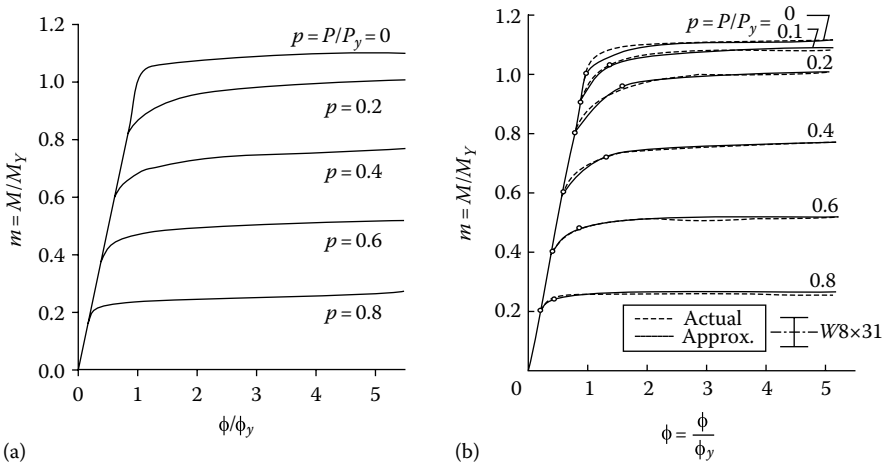 1.2
1.0
0.8
0.6
0.4
0.2
0.0
m = M/M_Y
p = P/P_y = 0
p = 0.2
p = 0.4
p = 0.6
p = 0.8
0 1 2 3 4 5
ϕ/ϕ_y
(a)
1.2
1.0
0.8
0.6
0.4
0.2
m = M/M_Y
p = P/P_y = 0
0.1
0.2
0.4
0.6
0.8
Actual
Approx.
W8×31
0 1 2 3 4 5
ϕ = ϕ/ϕ_y
(b)